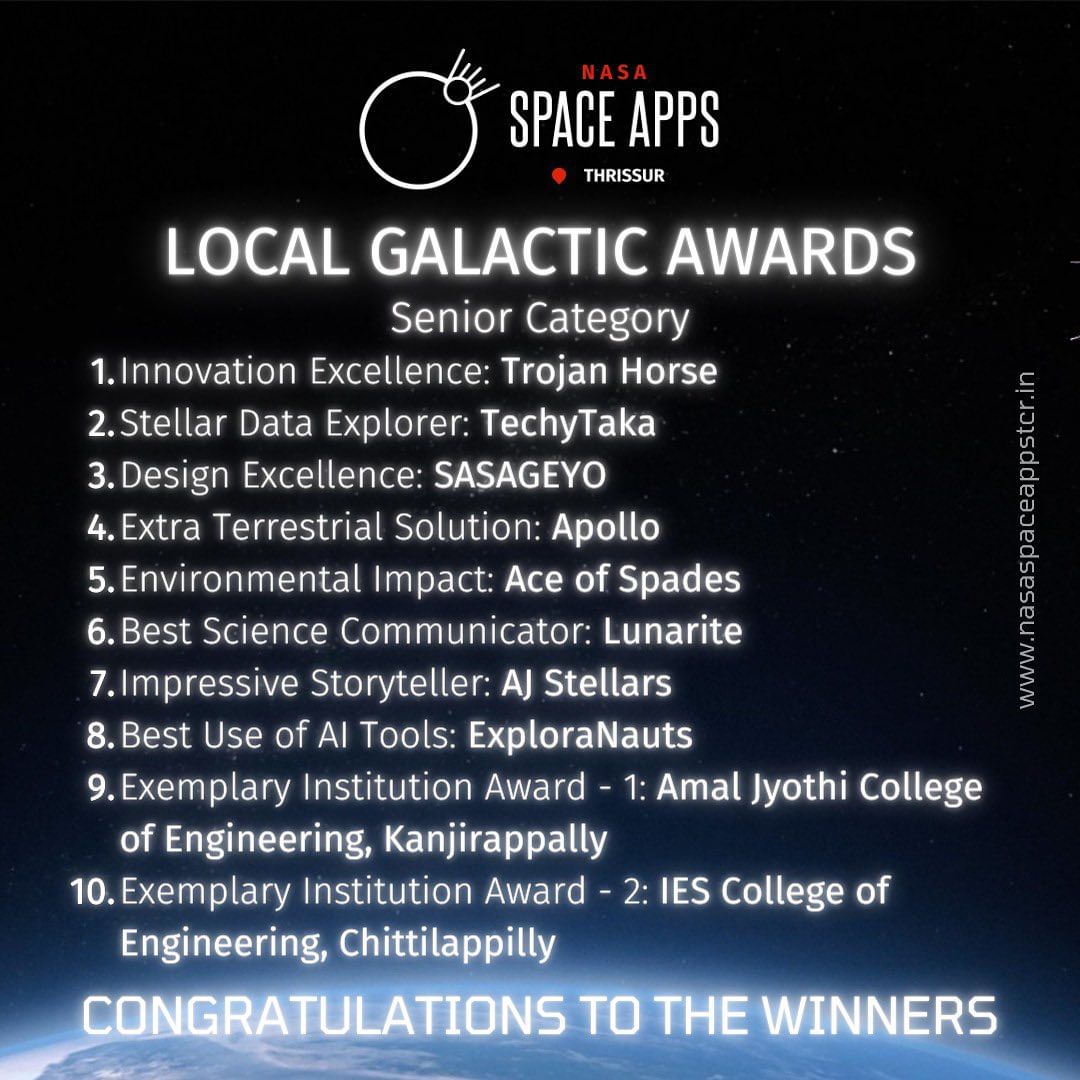 NASA
SPACE APPS
THRISSUR
LOCAL GALACTIC AWARDS
Senior Category
1. Innovation Excellence: Trojan Horse
2. Stellar Data Explorer: TechyTaka
3. Design Excellence: SASAGEYO
4. Extra Terrestrial Solution: Apollo
5. Environmental Impact: Ace of Spades
6. Best Science Communicator: Lunarite
7. Impressive Storyteller: AJ Stellars
8. Best Use of AI Tools: ExploraNauts
9. Exemplary Institution Award - 1: Amal Jyothi College
of Engineering, Kanjirappally
10. Exemplary Institution Award - 2: IES College of
Engineering, Chittilappilly
CONGRATULATIONS TO THE WINNERS
www.nasaspaceappstcr.in